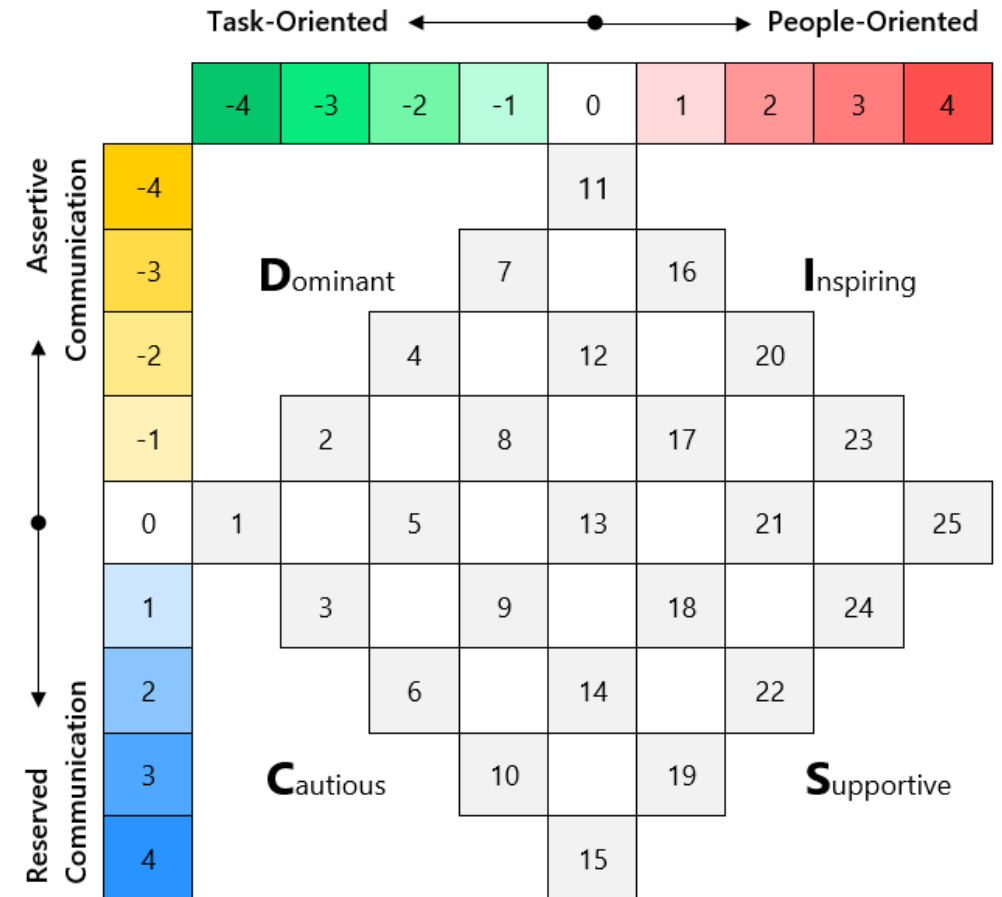 Task-Oriented People-Oriented
-4 -3 -2 -1 0 1 2 3 4
Assertive
Communication
-4 11
-3 Dominant 7 16 Inspiring
-2 4 12 20
-1 2 8 17 23
0 1 5 13 21 25
1 3 9 18 24
2 6 14 22
3 Cautious 10 19 Supportive
4 15
Reserved
Communication